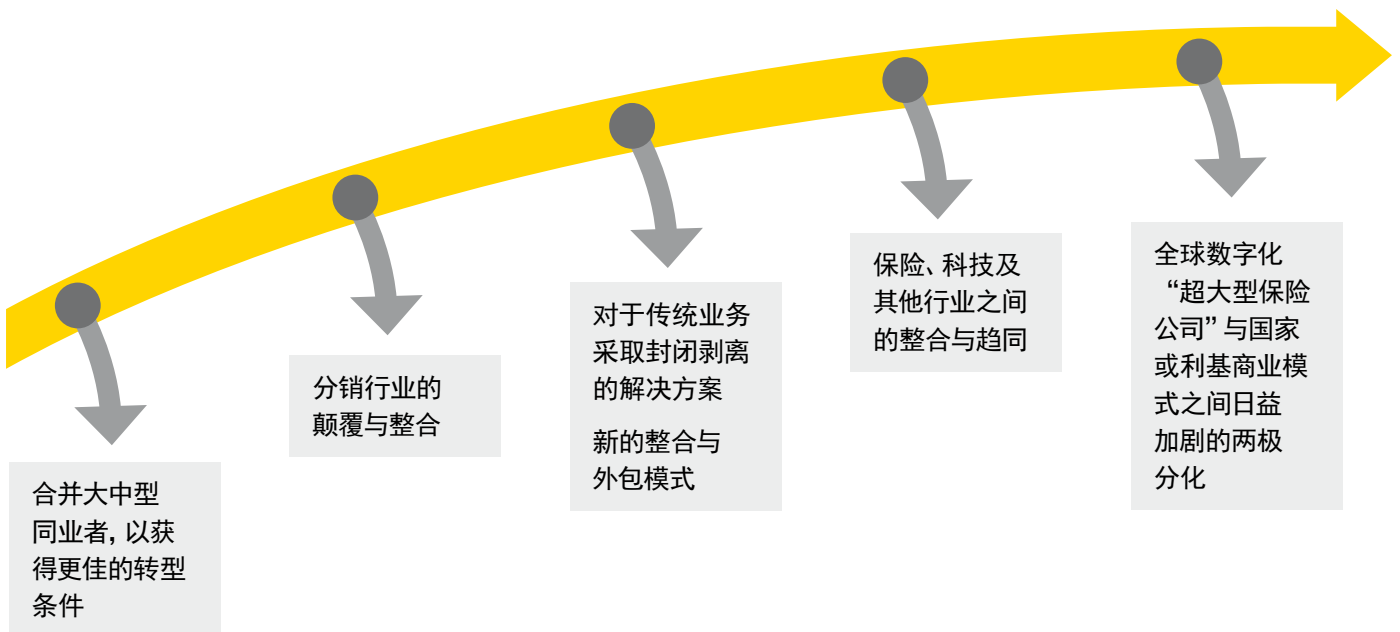 合并大中型
同业者，以获
得更佳的转型
条件
分销行业的
颠覆与整合
对于传统业务
采取封闭剥离
的解决方案
新的整合与
外包模式
保险、科技及
其他行业之间
的整合与趋同
全球数字化
“超大型保险
公司”与国家
或利基商业模
式之间日益
加剧的两极
分化